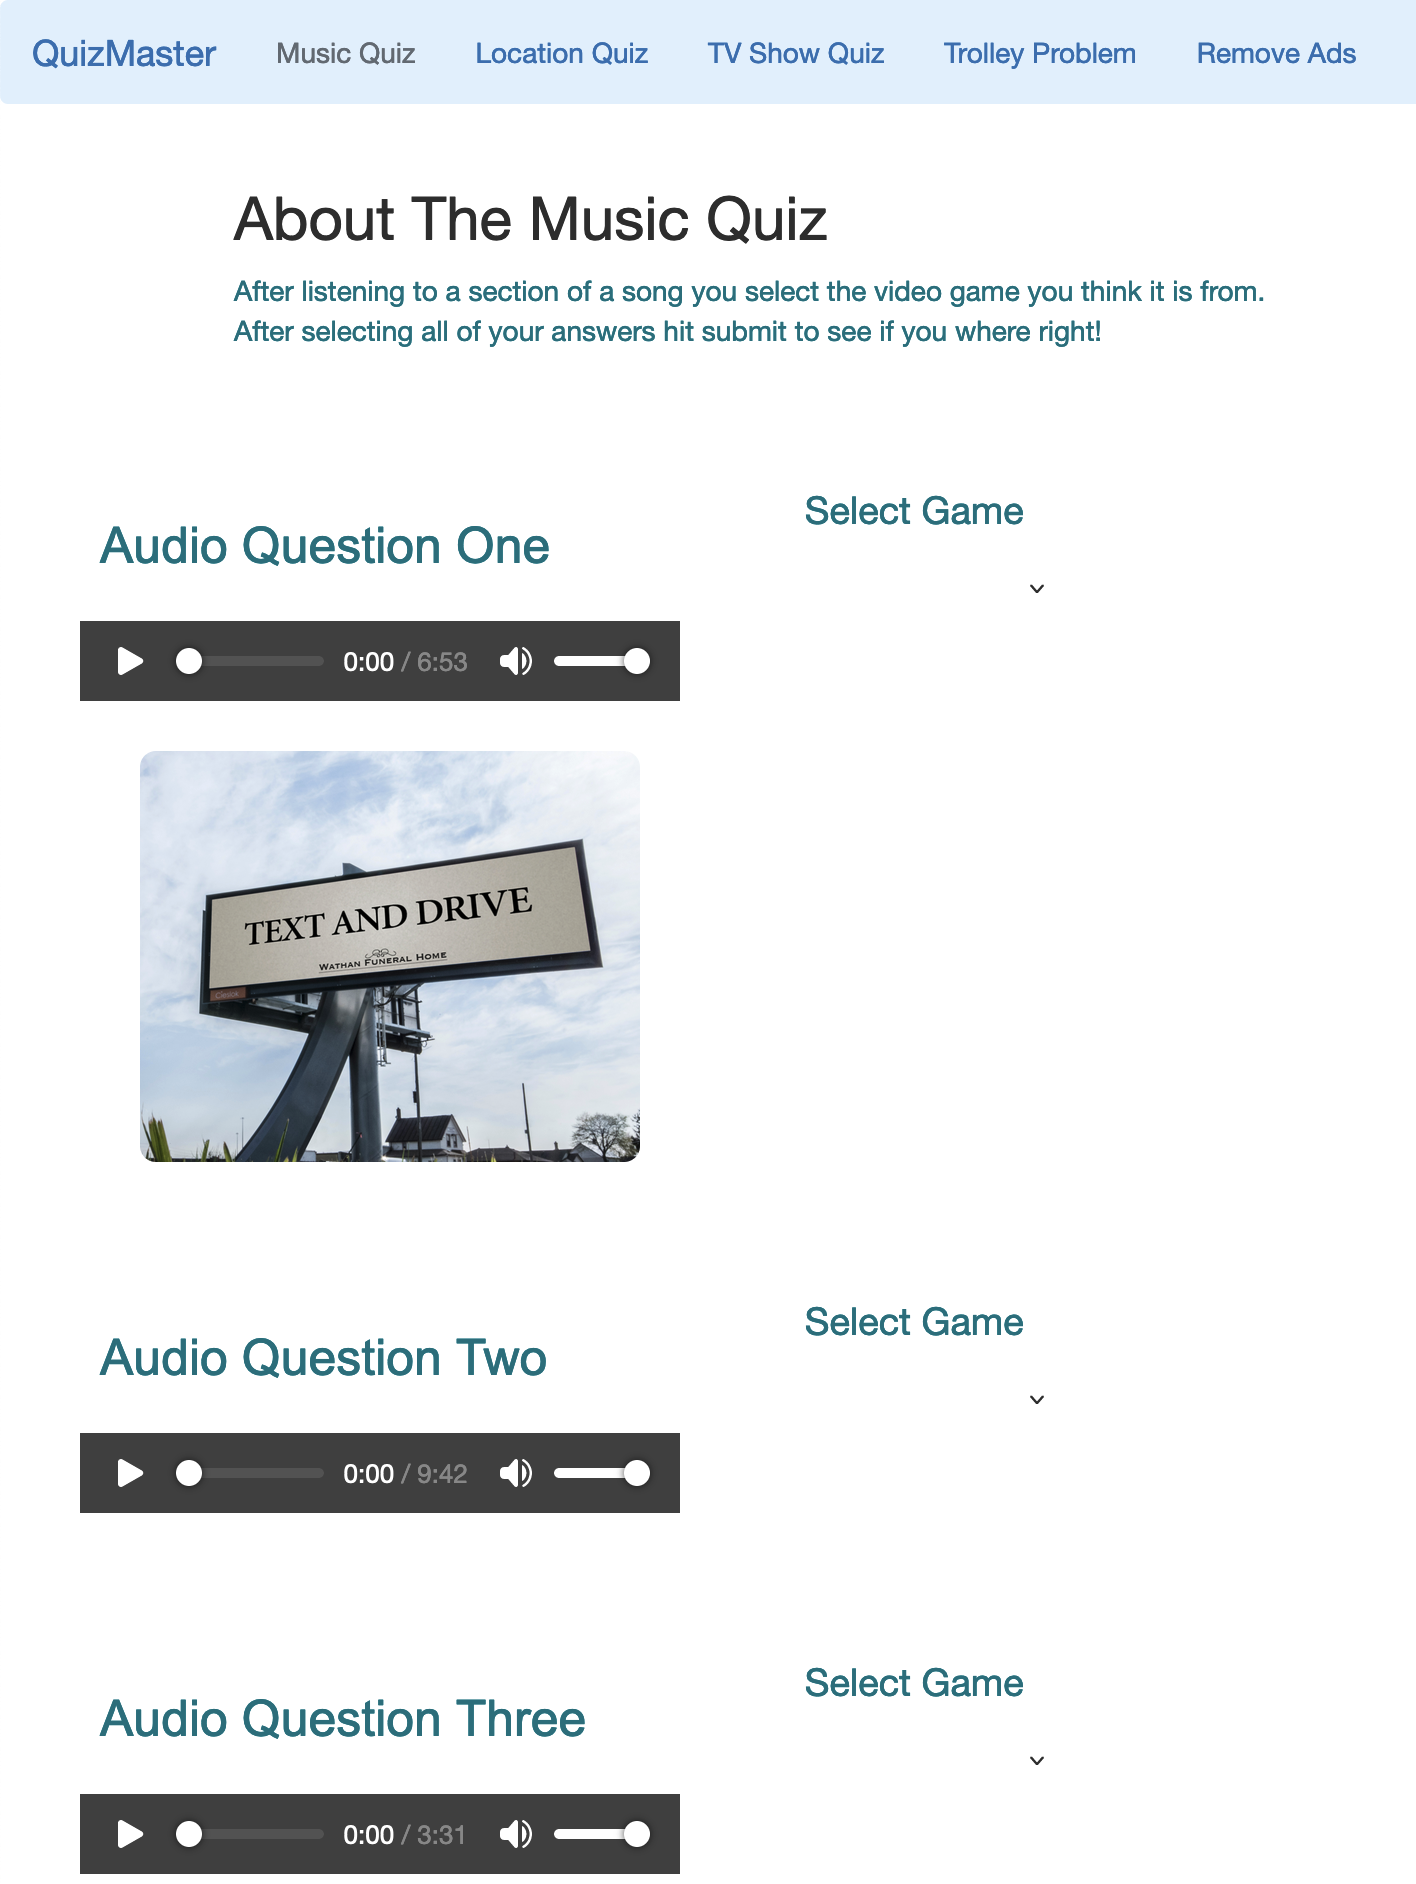 QuizMaster Music Quiz Location Quiz TV Show Quiz Trolley Problem Remove Ads
About The Music Quiz
After listening to a section of a song you select the video game you think it is from.
After selecting all of your answers hit submit to see if you where right!
Audio Question One
Select Game
0:00 / 6:53
TEXT AND DRIVE
WATHAN FUNERAL HOME
Audio Question Two
Select Game
0:00 / 9:42
Audio Question Three
Select Game
0:00 / 3:31